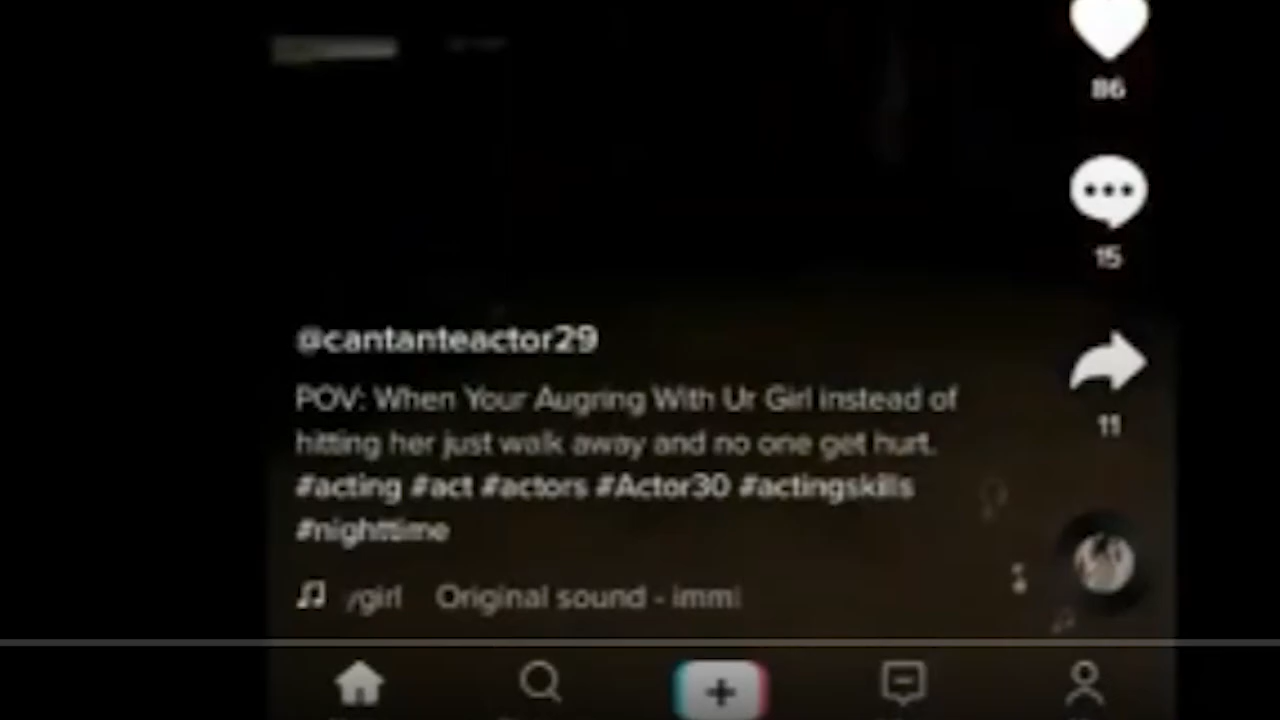 86
15
@cantanteactor29
POV: When Your Augring With Ur Girl instead of
hitting her just walk away and no one get hurt.
11
#acting #act #actors #Actor30 #actingskills
#nighttime
ygirl Original sound - immi